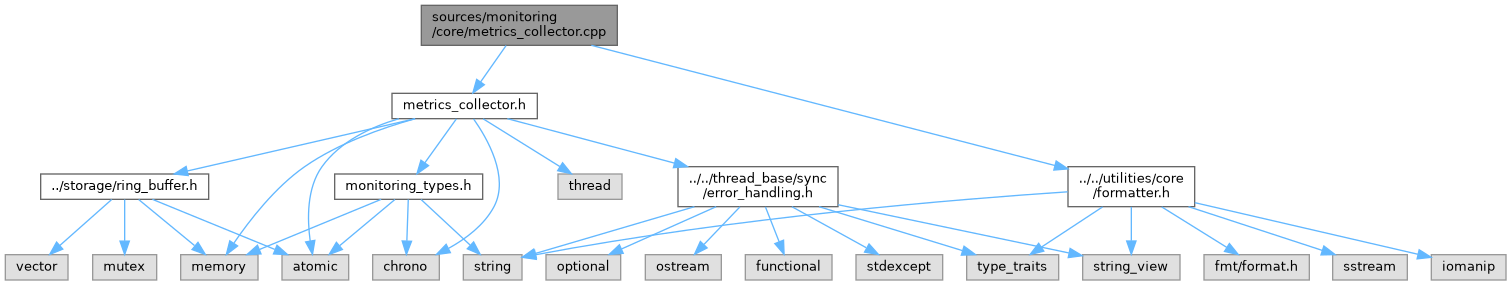 sources/monitoring
/core/metrics_collector.cpp
metrics_collector.h
../storage/ring_buffer.h
monitoring_types.h
thread
../../thread_base/sync
/error_handling.h
../../utilities/core
/formatter.h
vector
mutex
memory
atomic
chrono
string
optional
ostream
functional
stdexcept
type_traits
string_view
fmt/format.h
sstream
iomanip